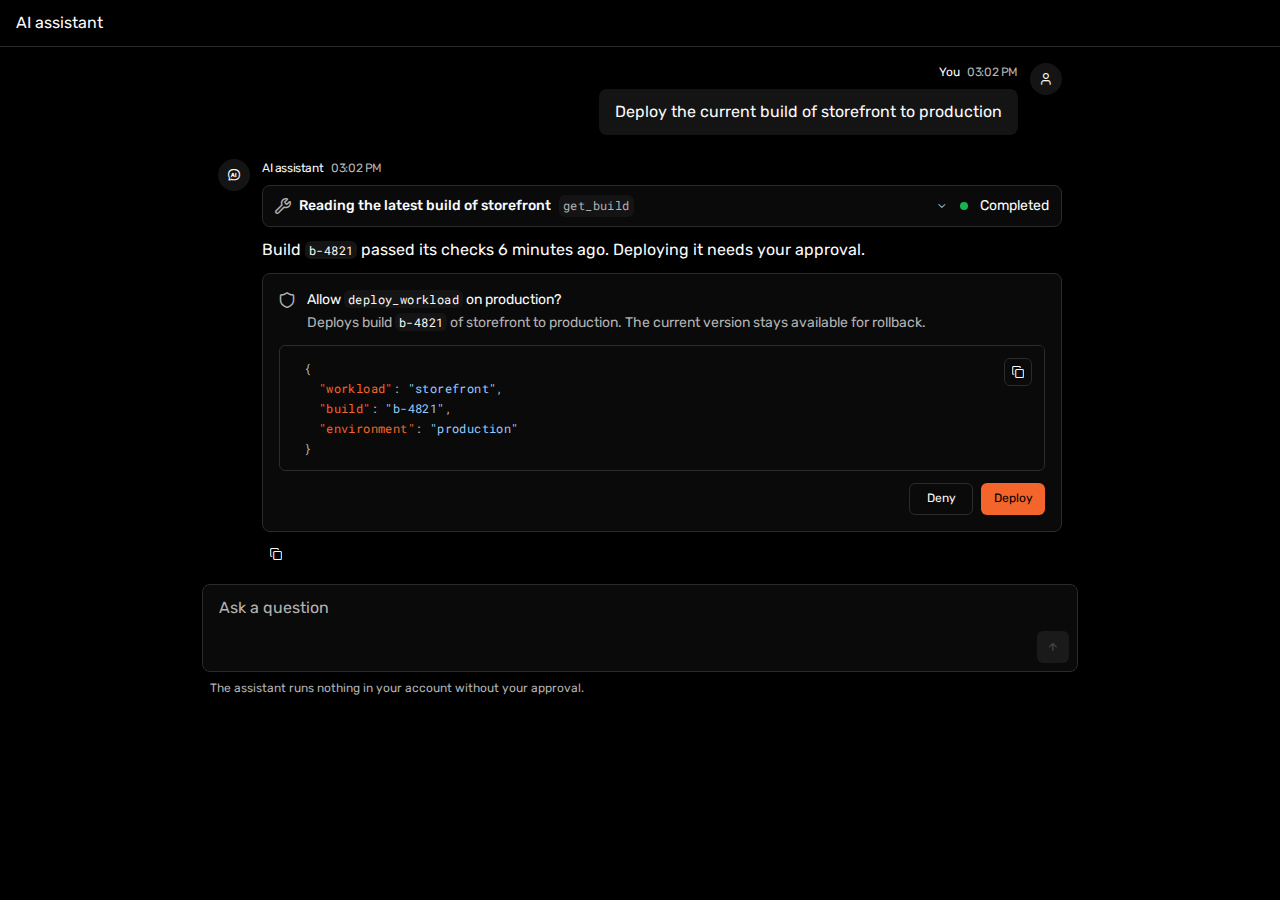 AI assistant
You 03:02 PM
Deploy the current build of storefront to production
AI
AI assistant 03:02 PM
Reading the latest build of storefront get_build Completed
Build b-4821 passed its checks 6 minutes ago. Deploying it needs your approval.
Allow deploy_workload on production?
Deploys build b-4821 of storefront to production. The current version stays available for rollback.
{
"workload": "storefront",
"build": "b-4821",
"environment": "production"
}
Deny Deploy
Ask a question
The assistant runs nothing in your account without your approval.